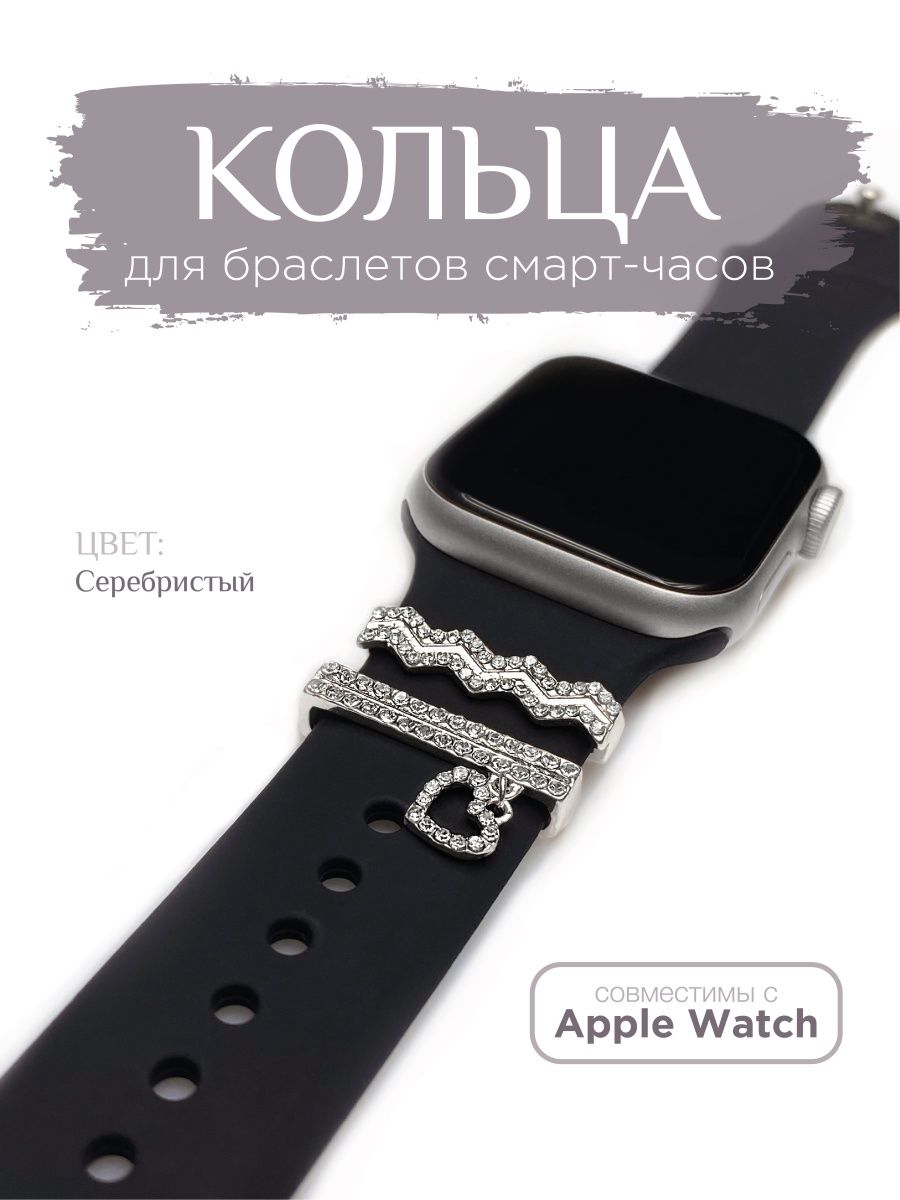 КОЛЬЦА
для браслетов смарт-часов
ЦВЕТ:
Серебристый
совместимы с
Apple Watch